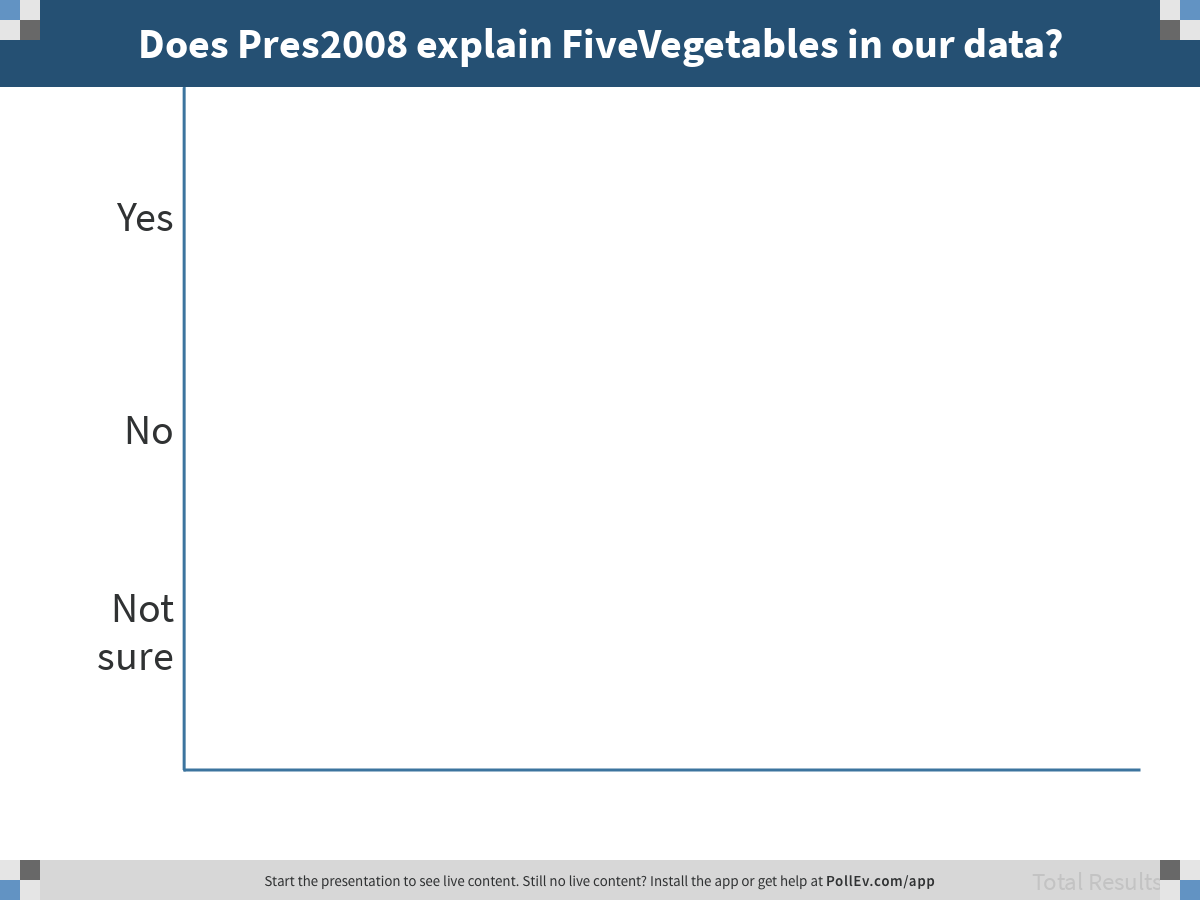 Does Pres2008 explain FiveVegetables in our data?
Yes
No
Not
sure
Start the presentation to see live content. Still no live content? Install the app or get help at PollEv.com/app
Total Results